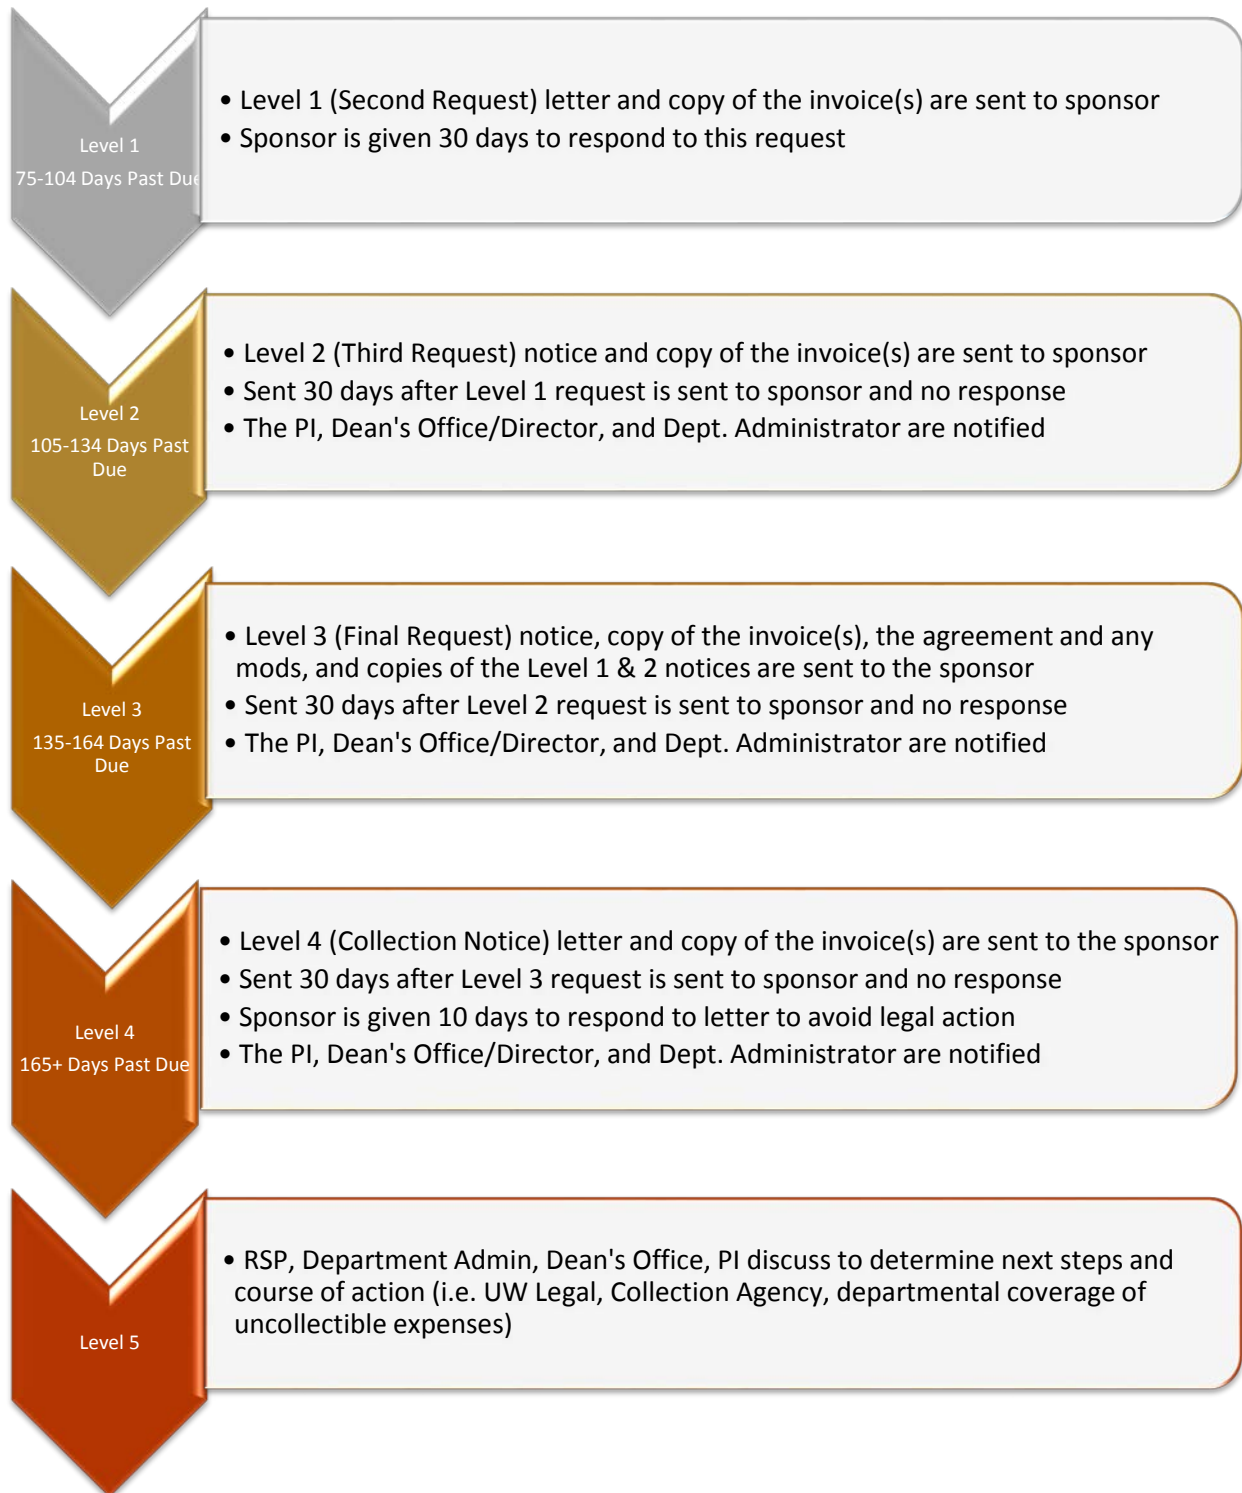 Level 1
75-104 Days Past Due
• Level 1 (Second Request) letter and copy of the invoice(s) are sent to sponsor
• Sponsor is given 30 days to respond to this request
Level 2
105-134 Days Past
Due
• Level 2 (Third Request) notice and copy of the invoice(s) are sent to sponsor
• Sent 30 days after Level 1 request is sent to sponsor and no response
• The PI, Dean's Office/Director, and Dept. Administrator are notified
Level 3
135-164 Days Past
Due
• Level 3 (Final Request) notice, copy of the invoice(s), the agreement and any
mods, and copies of the Level 1 & 2 notices are sent to the sponsor
• Sent 30 days after Level 2 request is sent to sponsor and no response
• The PI, Dean's Office/Director, and Dept. Administrator are notified
Level 4
165+ Days Past Due
• Level 4 (Collection Notice) letter and copy of the invoice(s) are sent to the sponsor
• Sent 30 days after Level 3 request is sent to sponsor and no response
• Sponsor is given 10 days to respond to letter to avoid legal action
• The PI, Dean's Office/Director, and Dept. Administrator are notified
Level 5
• RSP, Department Admin, Dean's Office, PI discuss to determine next steps and
course of action (i.e. UW Legal, Collection Agency, departmental coverage of
uncollectible expenses)